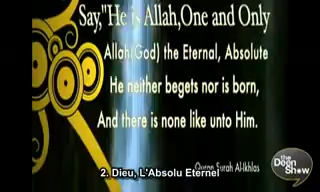 Say,"He is Allah,One and Only
Allah(God) the Eternal, Absolute
He neither begets nor is born,
And there is none like unto Him.
Quran Surah Al-Ikhlas
2. Dieu, L'Absolu Eternel
the Deen Show